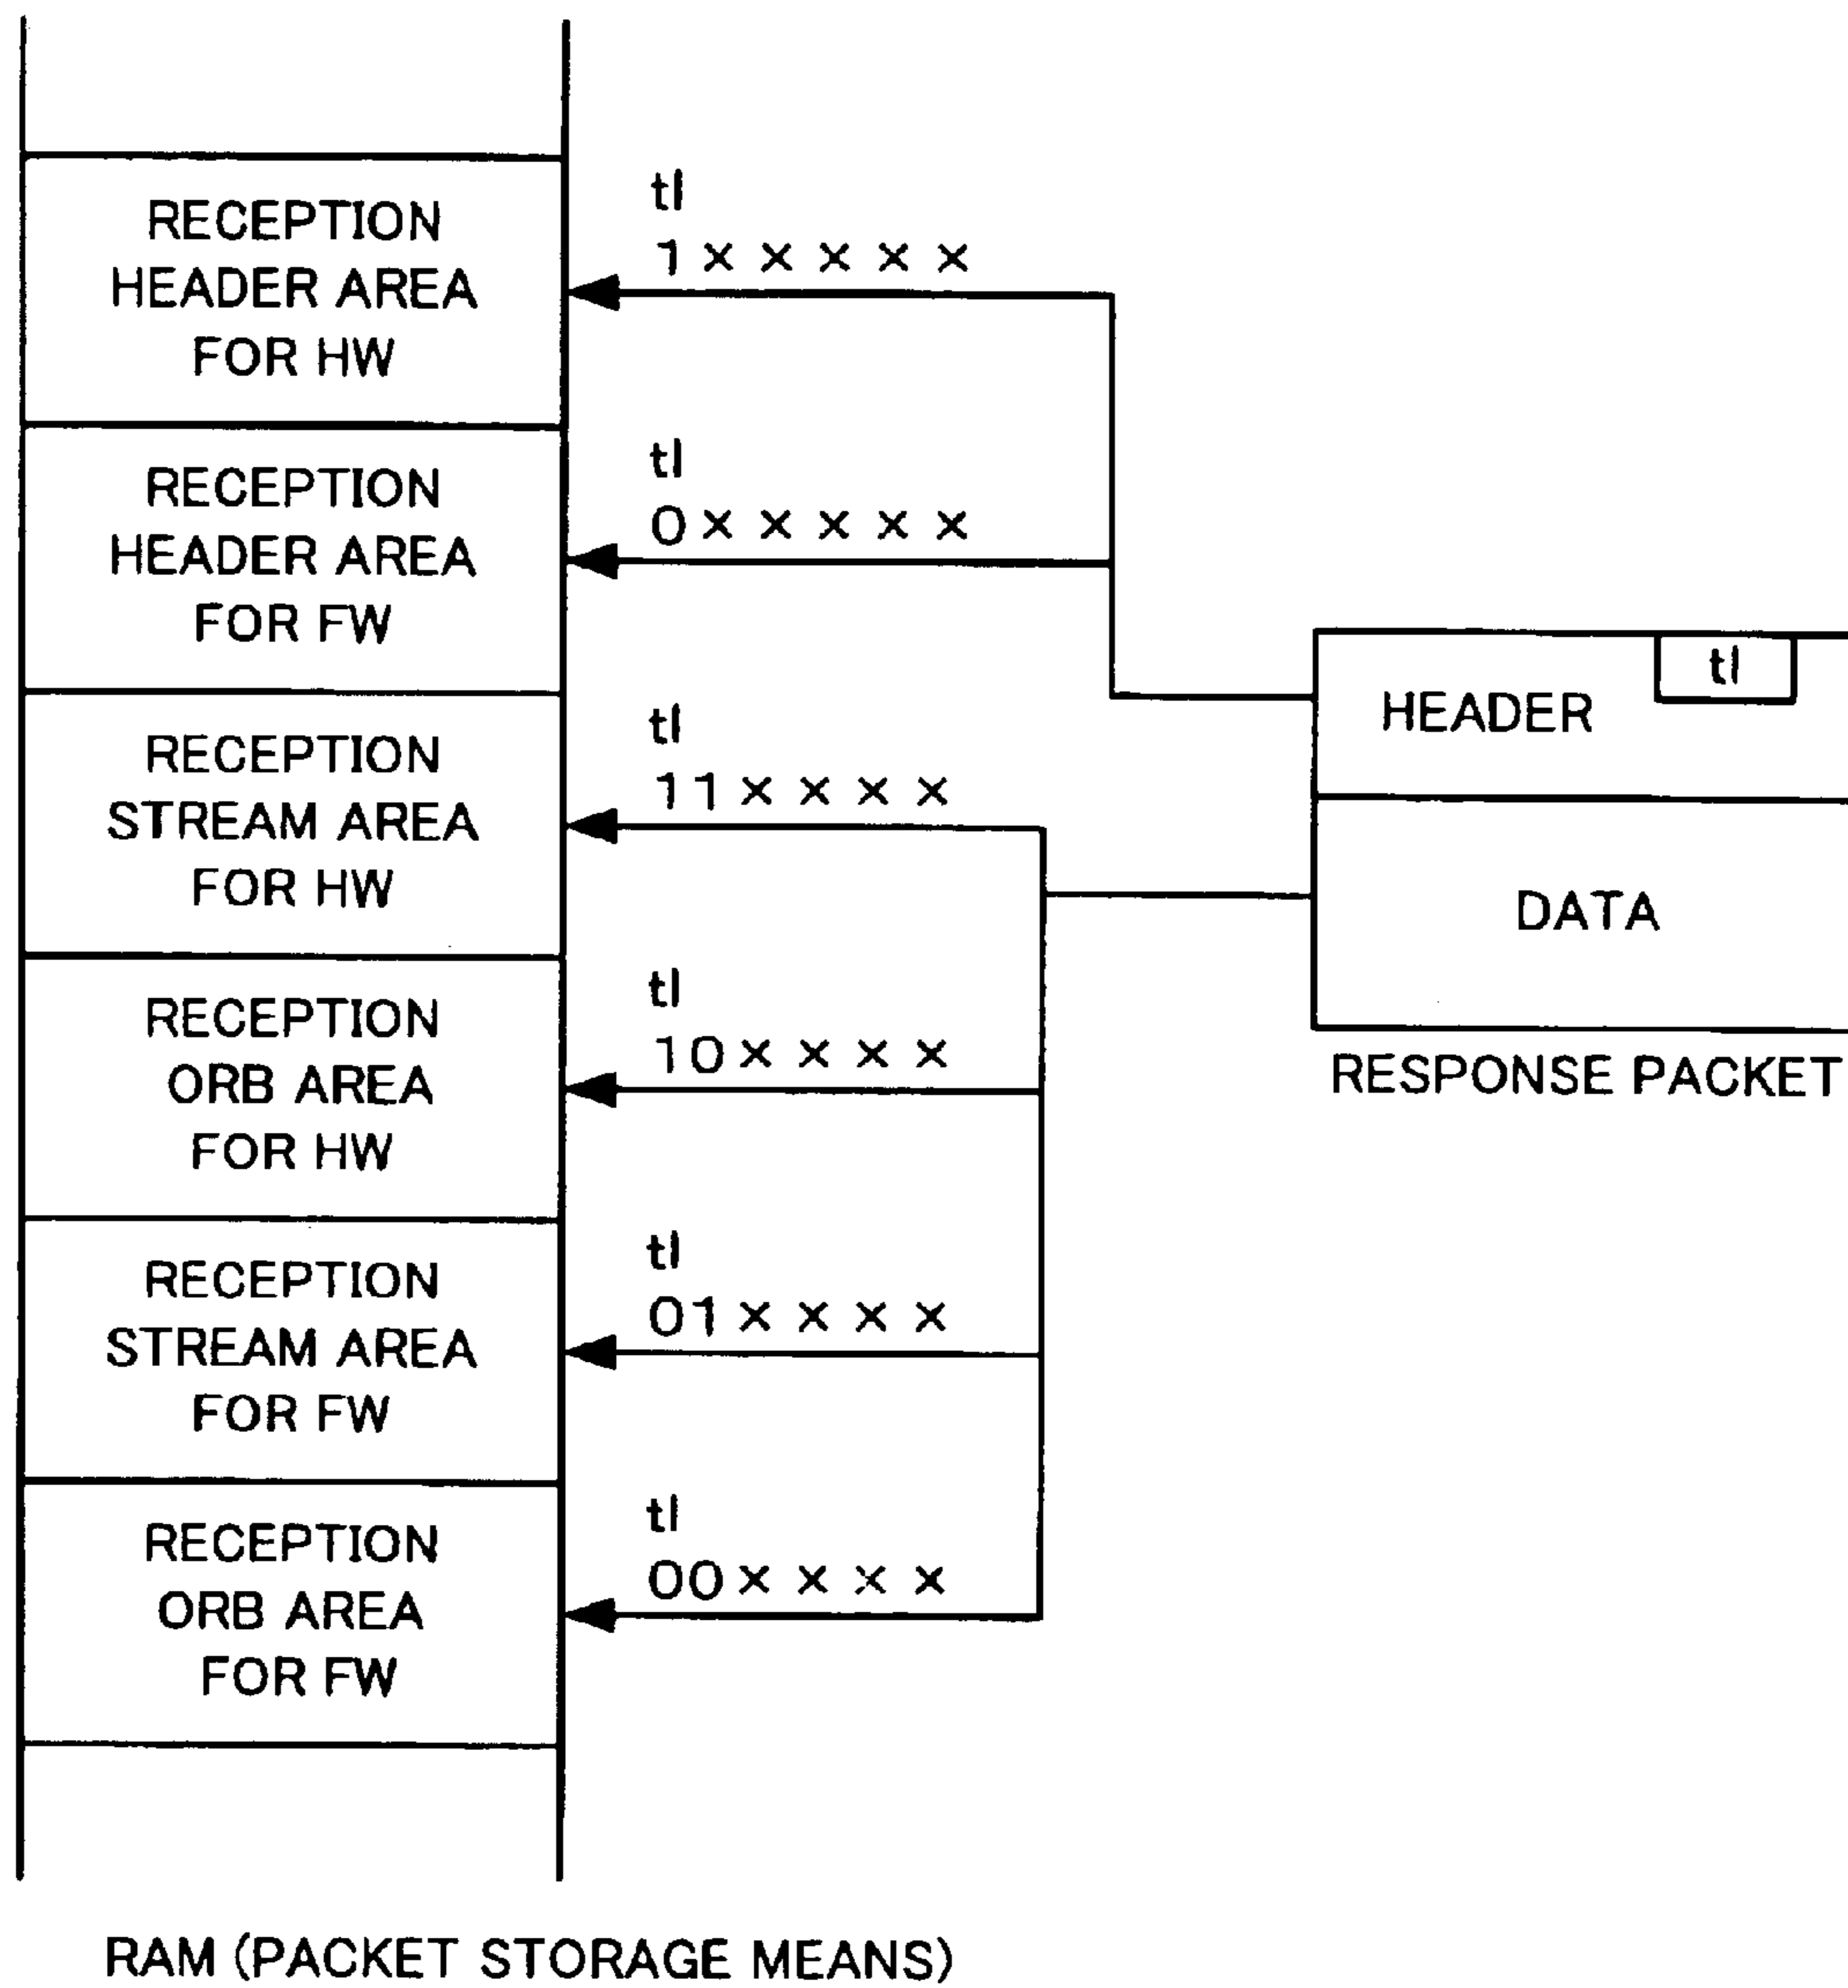 RECEPTION
HEADER AREA
FOR HW
tl
1×××××
RECEPTION
HEADER AREA
FOR FW
tl
0×××××
RECEPTION
STREAM AREA
FOR HW
tl
11××××
RECEPTION
ORB AREA
FOR HW
tl
10××××
RECEPTION
STREAM AREA
FOR FW
tl
01××××
RECEPTION
ORB AREA
FOR FW
tl
00××××
tl
HEADER
DATA
RESPONSE PACKET
RAM (PACKET STORAGE MEANS)